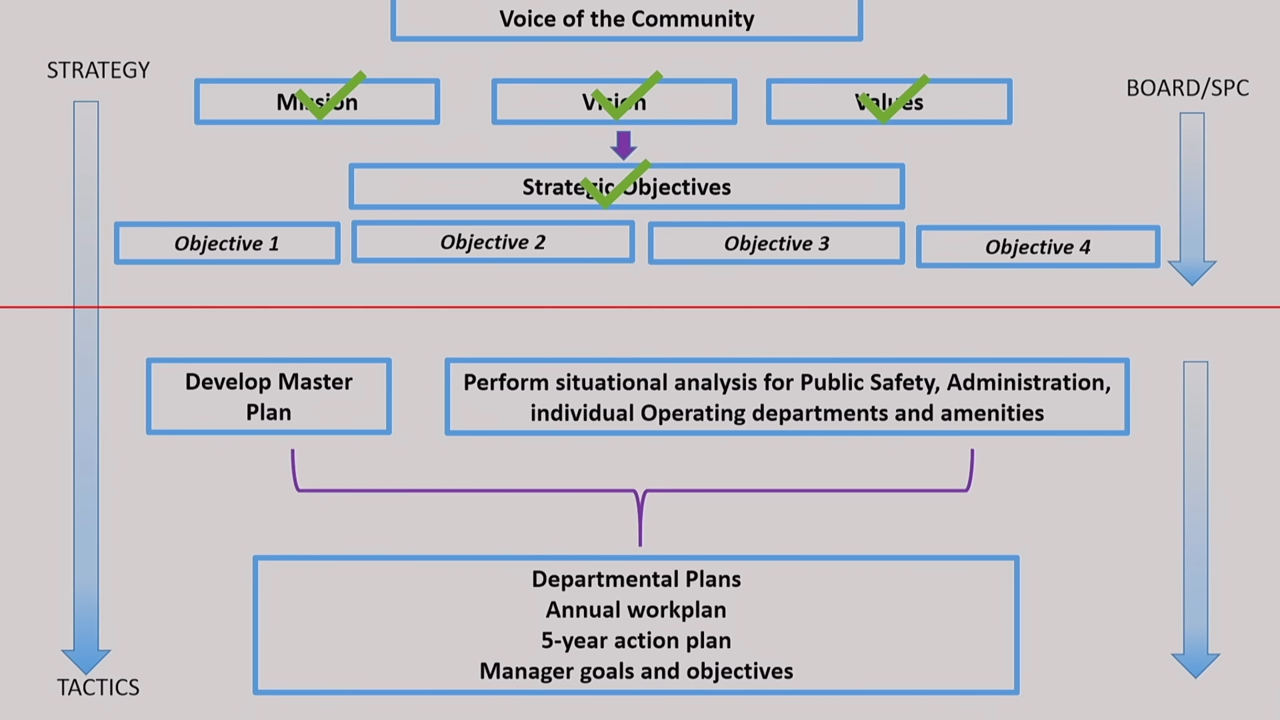 Voice of the Community
STRATEGY
BOARD/SPC
Mission
Vision
Values
Strategic Objectives
Objective 1
Objective 2
Objective 3
Objective 4
Develop Master
Plan
Perform situational analysis for Public Safety, Administration,
individual Operating departments and amenities
Departmental Plans
Annual workplan
5-year action plan
Manager goals and objectives
TACTICS